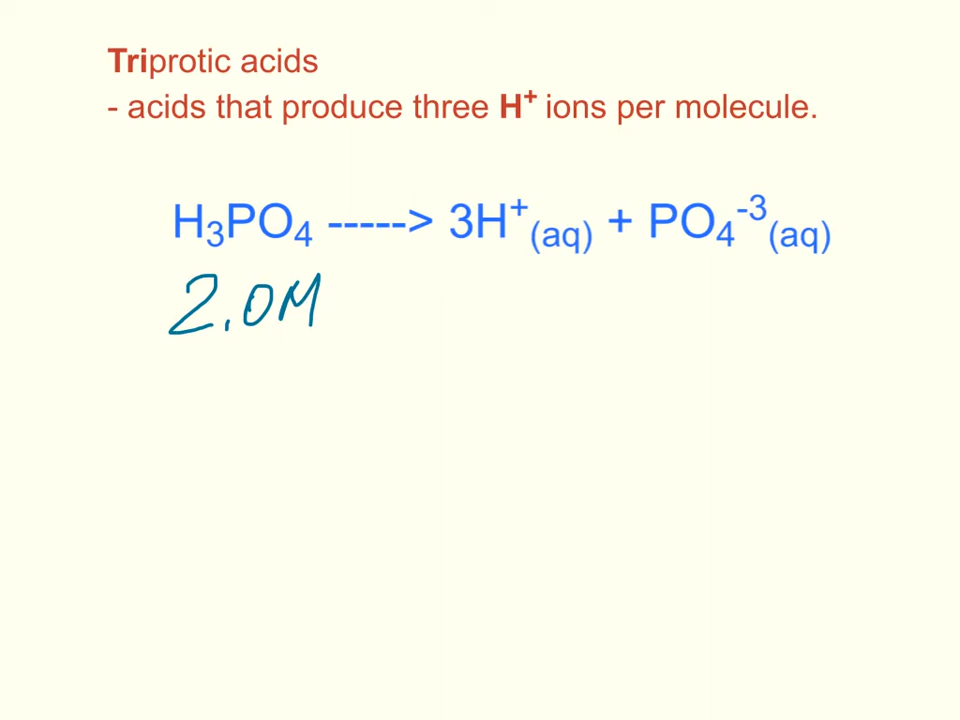 Triprotic acids
- acids that produce three H⁺ ions per molecule.
H₃PO₄ -----> 3H⁺(aq) + PO₄⁻³(aq)
2.0M